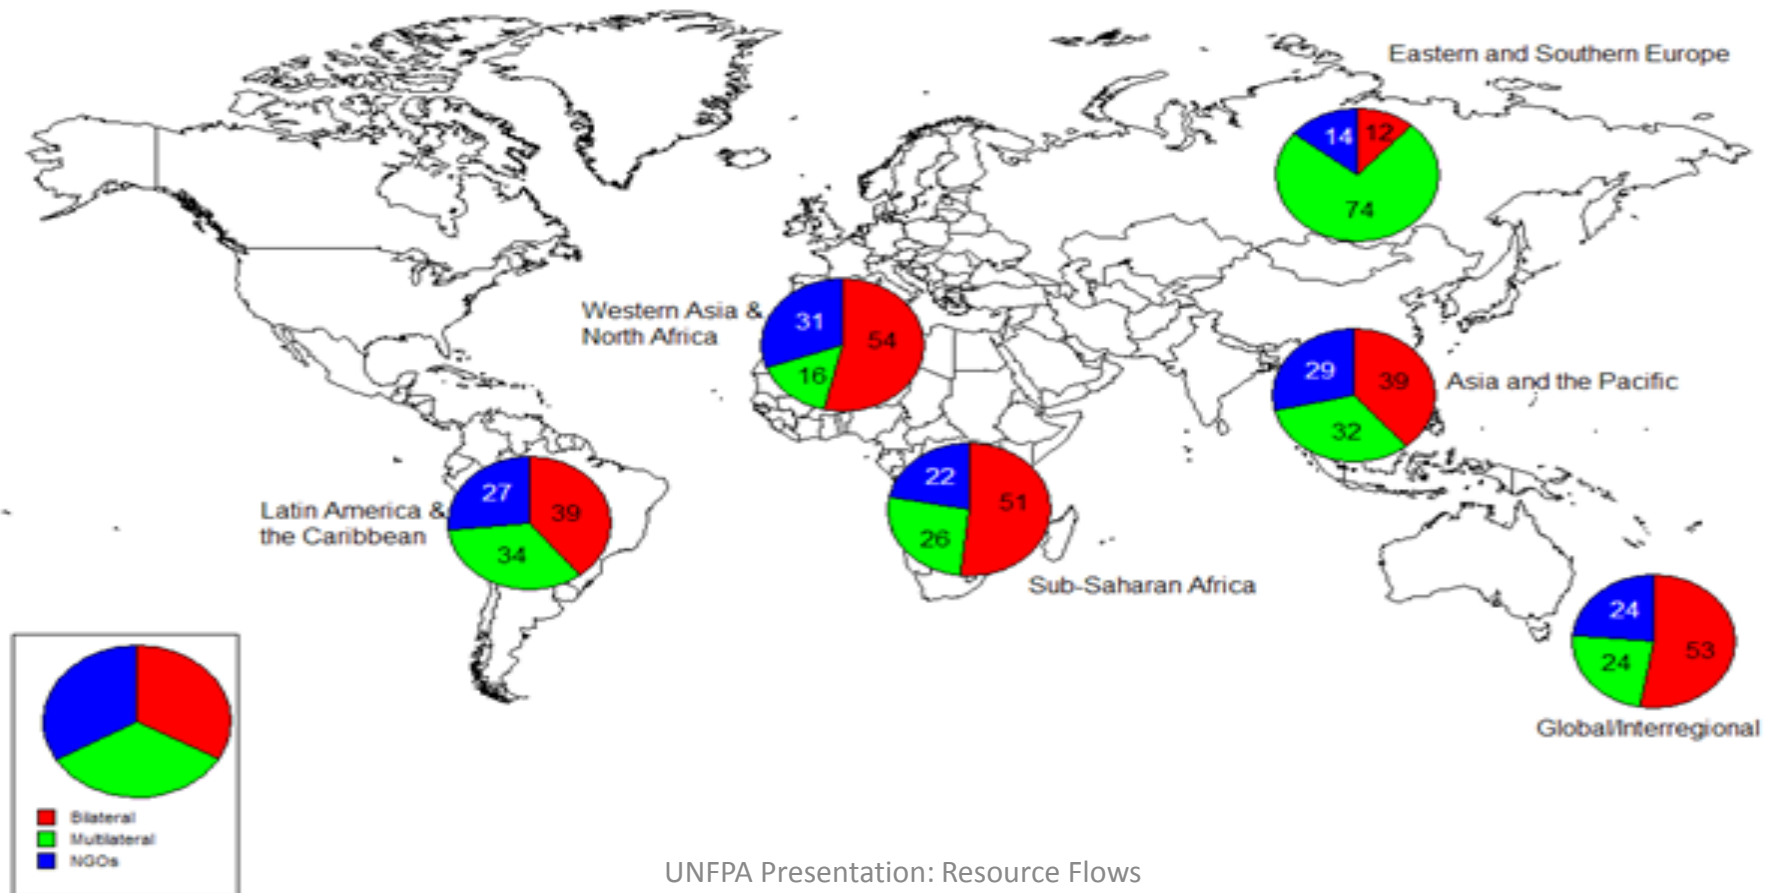 Eastern and Southern Europe
14
12
74
Western Asia &
North Africa
31
54
16
29
39
32
Asia and the Pacific
Latin America &
the Caribbean
27
39
34
22
51
26
Sub-Saharan Africa
24
53
24
Global/Interregional
Bilateral
Multilateral
NGOs
UNFPA Presentation: Resource Flows